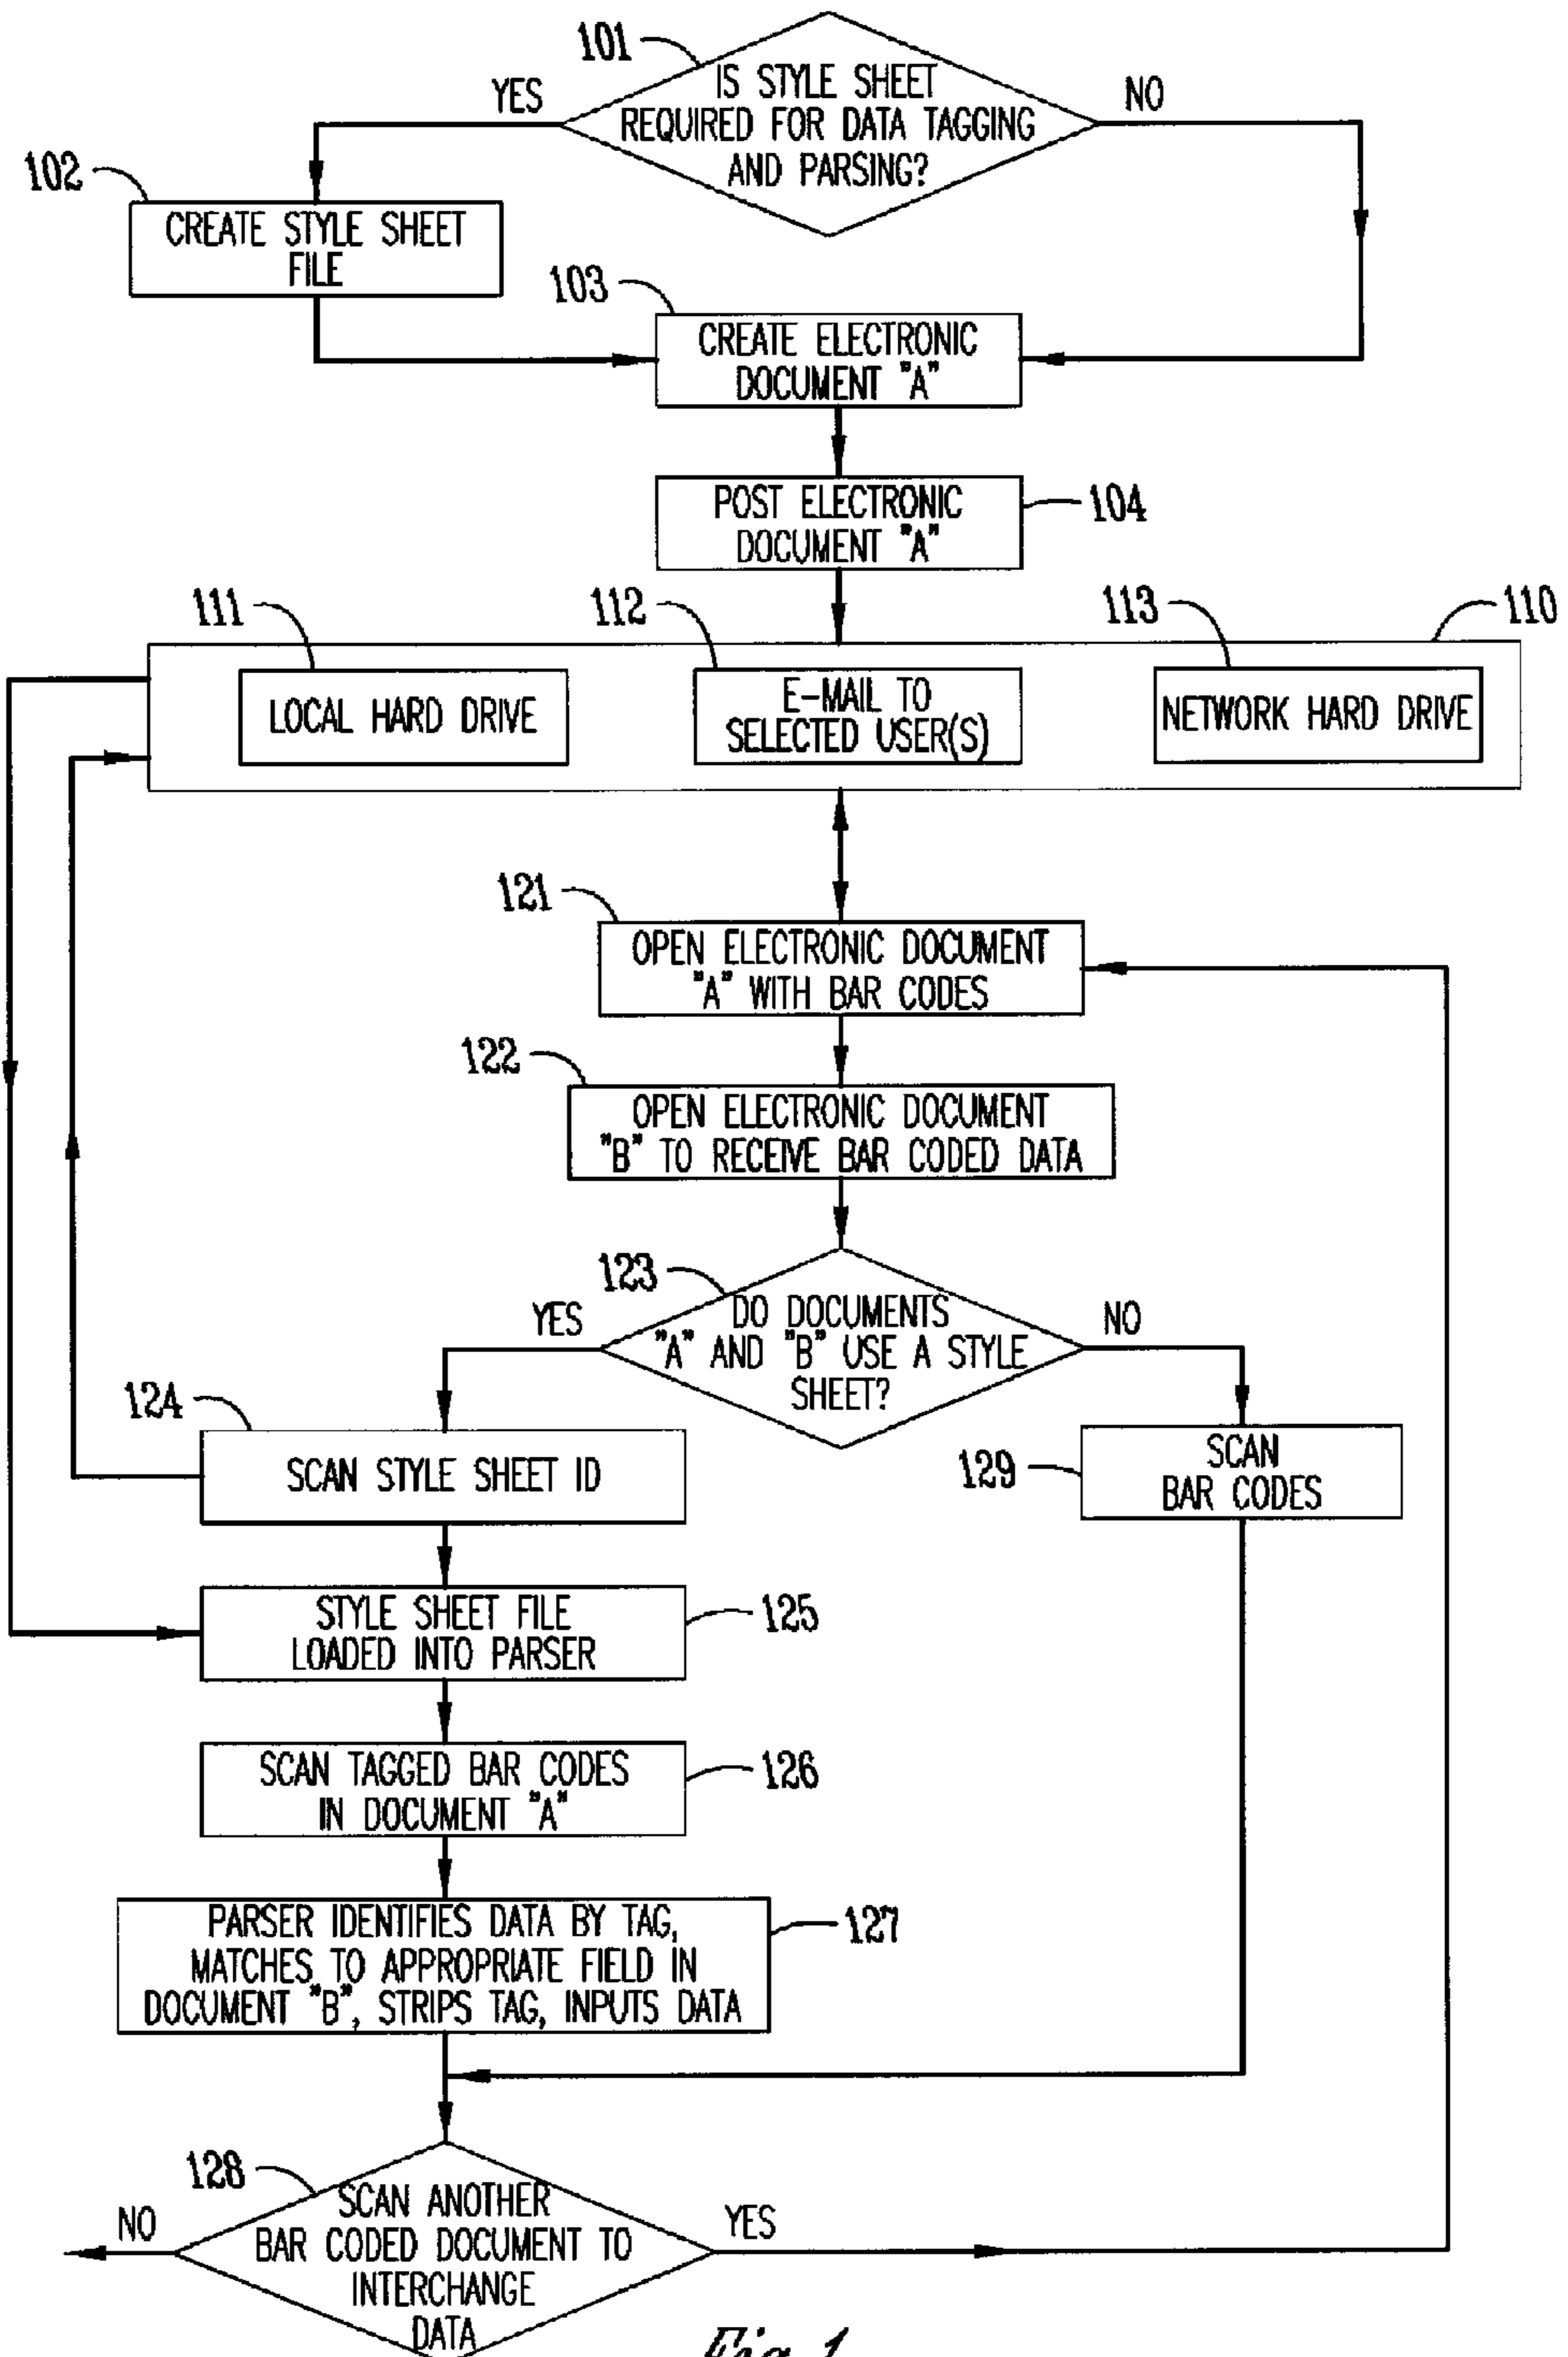 101
IS STYLE SHEET
REQUIRED FOR DATA TAGGING
AND PARSING?
YES
NO
102
CREATE STYLE SHEET
FILE
103
CREATE ELECTRONIC
DOCUMENT "A"
POST ELECTRONIC
DOCUMENT "A"
104
111
112
113
110
LOCAL HARD DRIVE
E-MAIL TO
SELECTED USER(S)
NETWORK HARD DRIVE
121
OPEN ELECTRONIC DOCUMENT
"A" WITH BAR CODES
122
OPEN ELECTRONIC DOCUMENT
"B" TO RECEIVE BAR CODED DATA
123
DO DOCUMENTS
"A" AND "B" USE A STYLE
SHEET?
YES
NO
124
SCAN STYLE SHEET ID
129
SCAN
BAR CODES
STYLE SHEET FILE
LOADED INTO PARSER
125
SCAN TAGGED BAR CODES
IN DOCUMENT "A"
126
PARSER IDENTIFIES DATA BY TAG,
MATCHES TO APPROPRIATE FIELD IN
DOCUMENT "B", STRIPS TAG, INPUTS DATA
127
128
SCAN ANOTHER
BAR CODED DOCUMENT TO
INTERCHANGE
DATA
NO
YES
Fig. 1